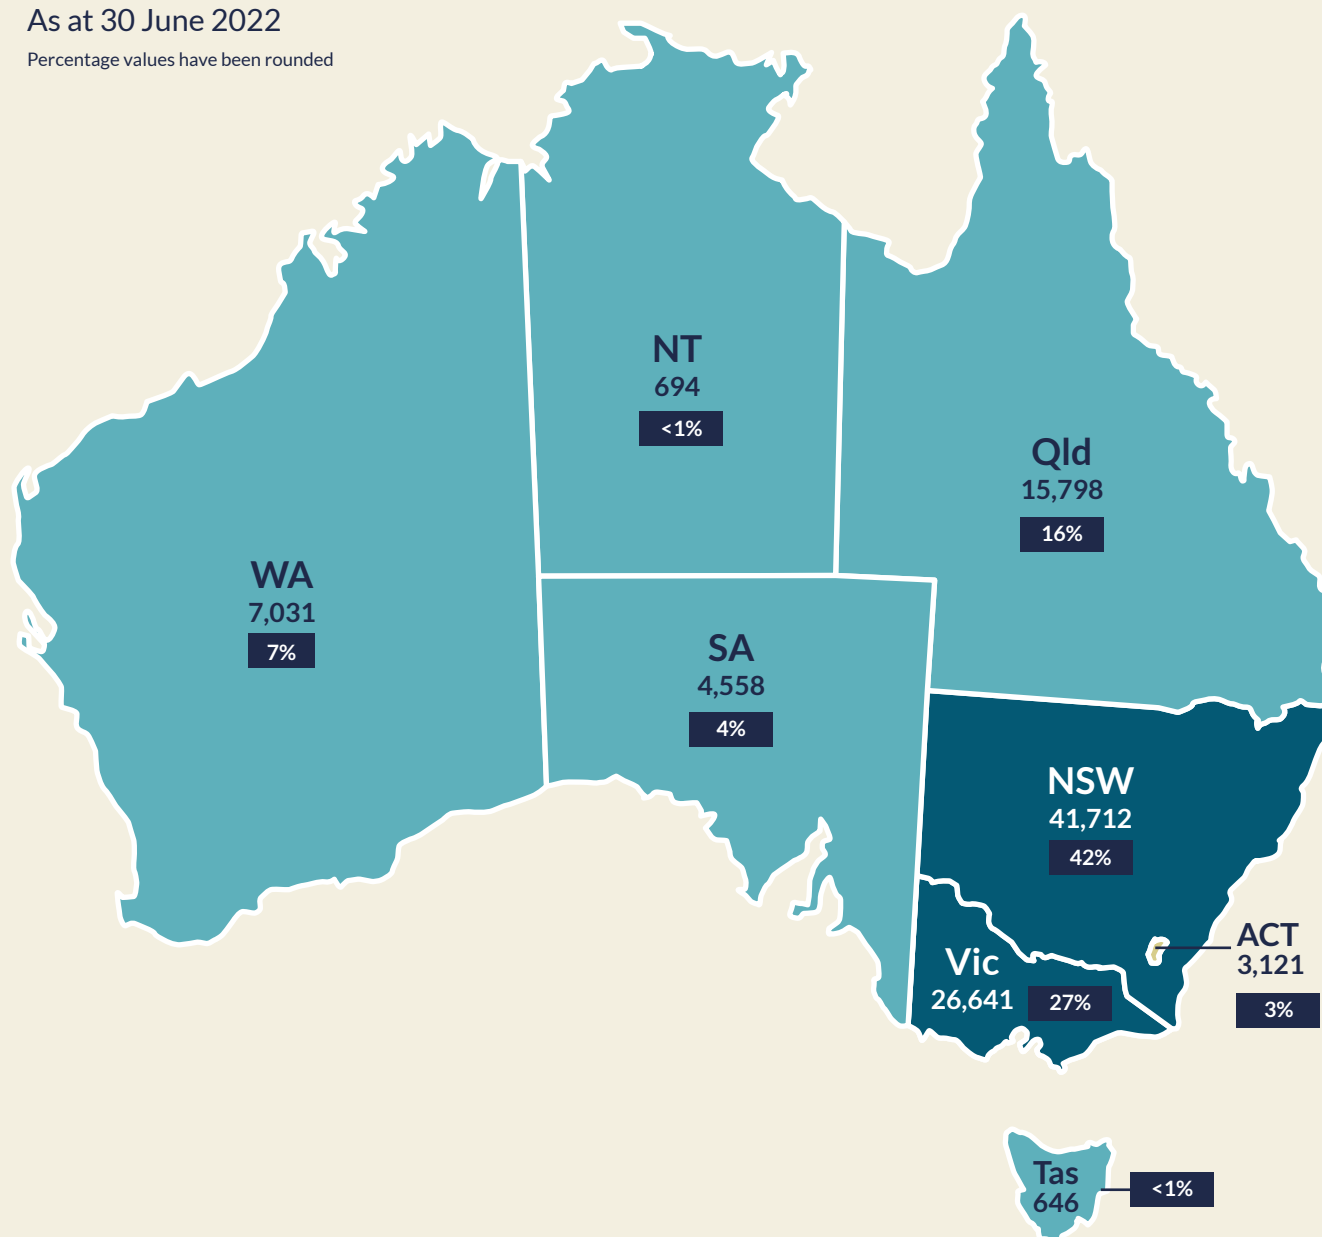 As at 30 June 2022
Percentage values have been rounded
NT
694
<1%
Qld
15,798
16%
WA
7,031
7%
SA
4,558
4%
NSW
41,712
42%
ACT
3,121
3%
Vic
26,641 27%
Tas
646
<1%